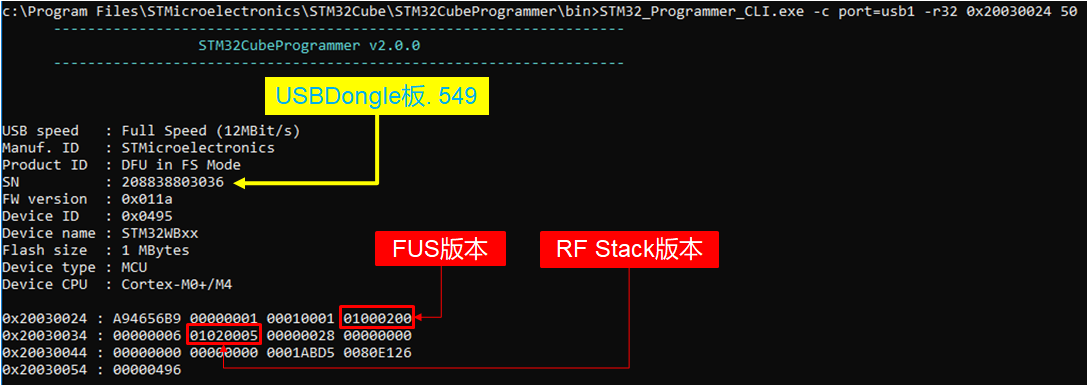 c:\Program Files\STMicroelectronics\STM32Cube\STM32CubeProgrammer\bin>STM32_Programmer_CLI.exe -c port=usb1 -r32 0x20030024 50
-------------------------------------------------------------------
STM32CubeProgrammer v2.0.0
-------------------------------------------------------------------
USBDongle板. 549
USB speed : Full Speed (12MBit/s)
Manuf. ID : STMicroelectronics
Product ID : DFU in FS Mode
SN : 208838803036
FW version : 0x011a
Device ID : 0x0495
Device name : STM32WBxx
Flash size : 1 MBytes
Device type : MCU
Device CPU : Cortex-M0+/M4
FUS版本
RF Stack版本
0x20030024 : A94656B9 00000001 00010001 01000200
0x20030034 : 00000006 01020005 00000028 00000000
0x20030044 : 00000000 00000000 0001ABD5 0080E126
0x20030054 : 00000496